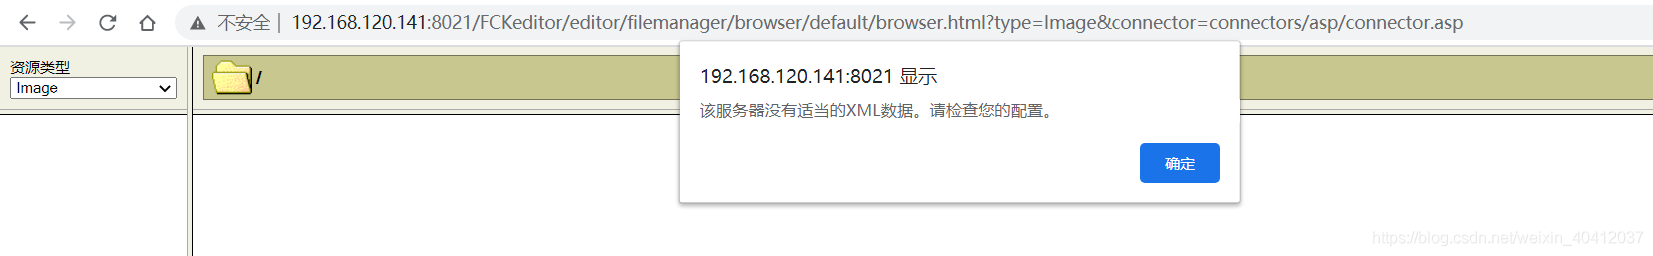 不安全 | 192.168.120.141:8021/FCKeditor/editor/filemanager/browser/default/browser.html?type=Image&connector=connectors/asp/connector.asp
资源类型
Image
/
192.168.120.141:8021 显示
该服务器没有适当的XML数据。请检查您的配置。
确定
https://blog.csdn.net/weixin_40412037